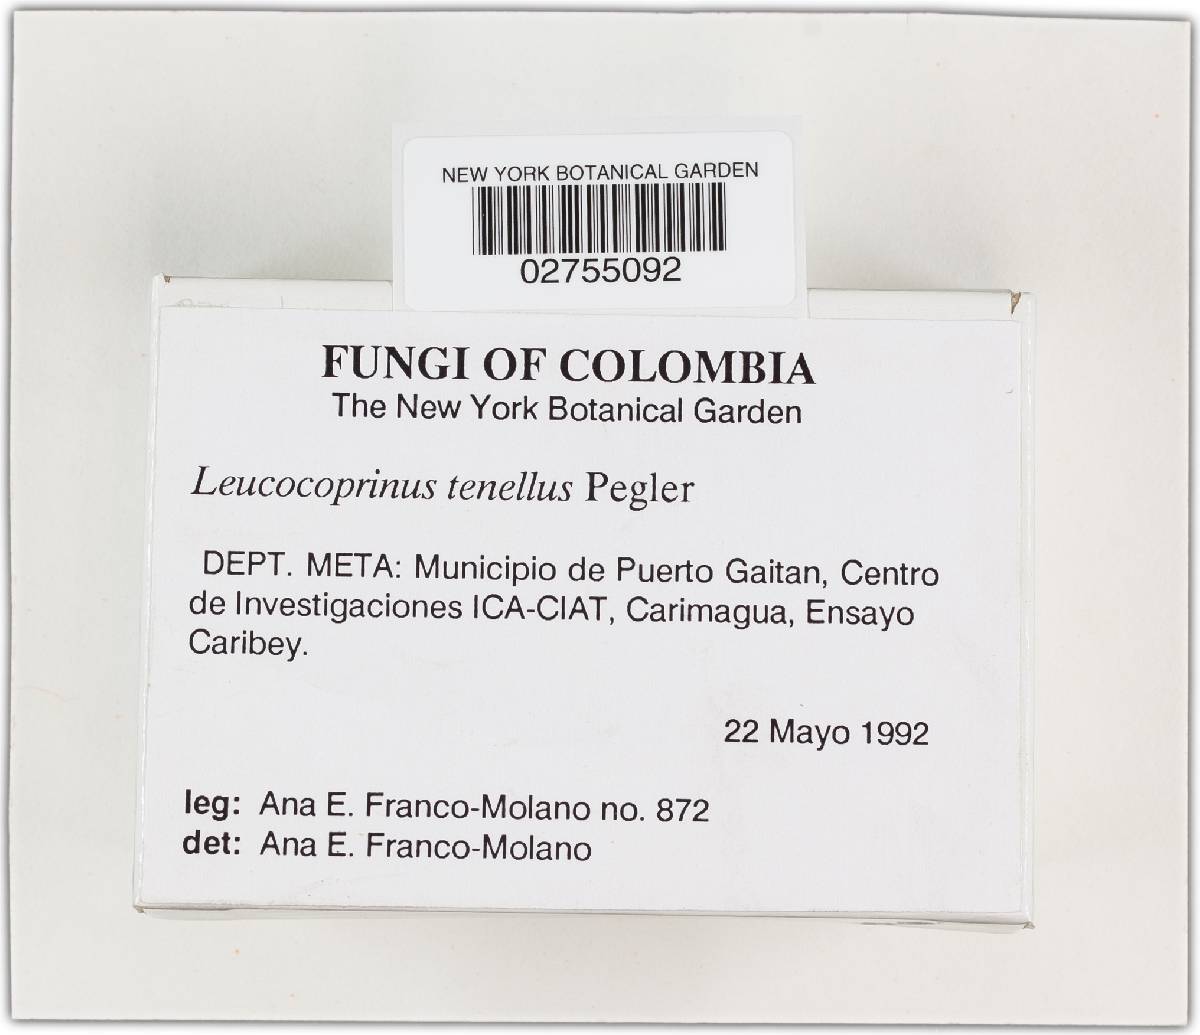 NEW YORK BOTANICAL GARDEN
02755092
FUNGI OF COLOMBIA
The New York Botanical Garden
Leucocoprinus tenellus Pegler
DEPT. META: Municipio de Puerto Gaitan, Centro
de Investigaciones ICA-CIAT, Carimagua, Ensayo
Caribey.
22 Mayo 1992
leg: Ana E. Franco-Molano no. 872
det: Ana E. Franco-Molano